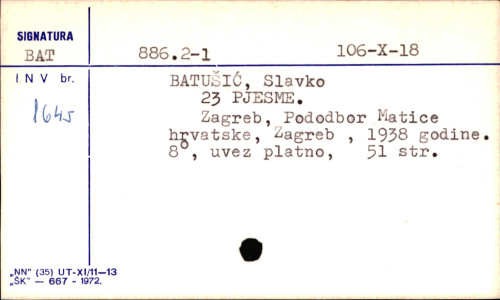 SIGNATURA
BAT 886.2-1 106-X-18
I N V br.
1645
BATUŠIĆ, Slavko
23 PJESME.
Zagreb, Pododbor Matice
hrvatske, Zagreb , 1938 godine.
8°, uvez platno, 51 str.
„NN" (35) UT-XI/11—13
„ŠK" — 667 - 1972.